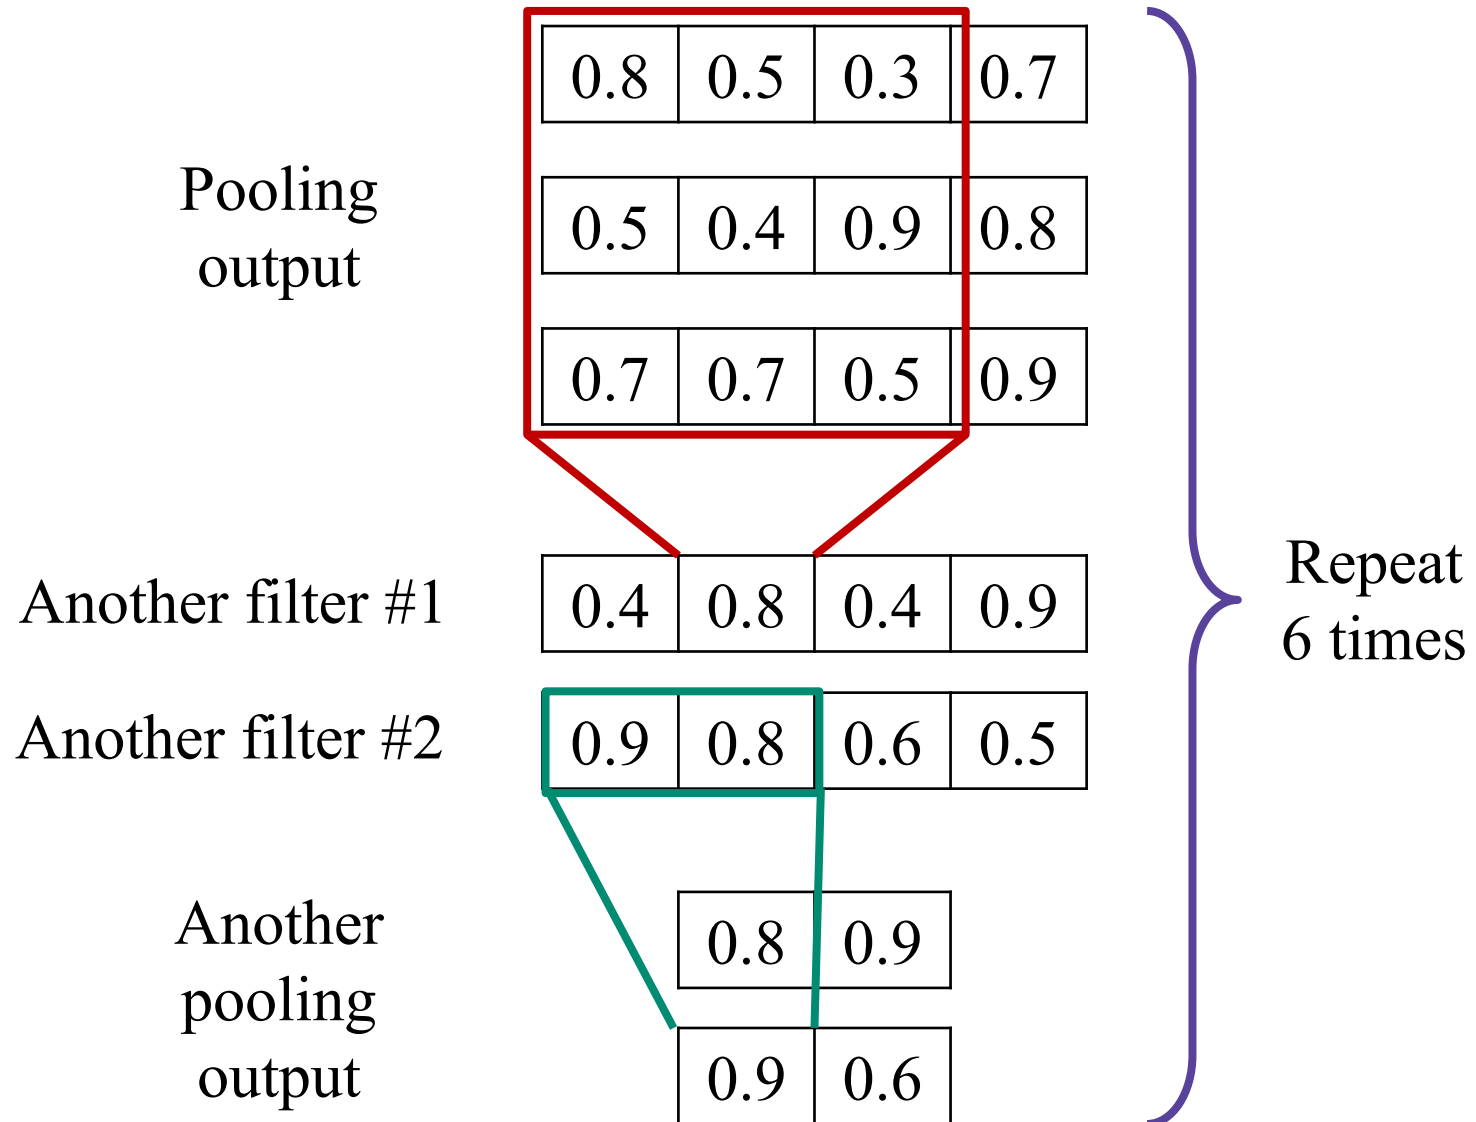 0.8 0.5 0.3 0.7
Pooling
output
0.5 0.4 0.9 0.8
0.7 0.7 0.5 0.9
Another filter #1 0.4 0.8 0.4 0.9
Repeat
6 times
Another filter #2 0.9 0.8 0.6 0.5
Another
pooling
output
0.8 0.9
0.9 0.6